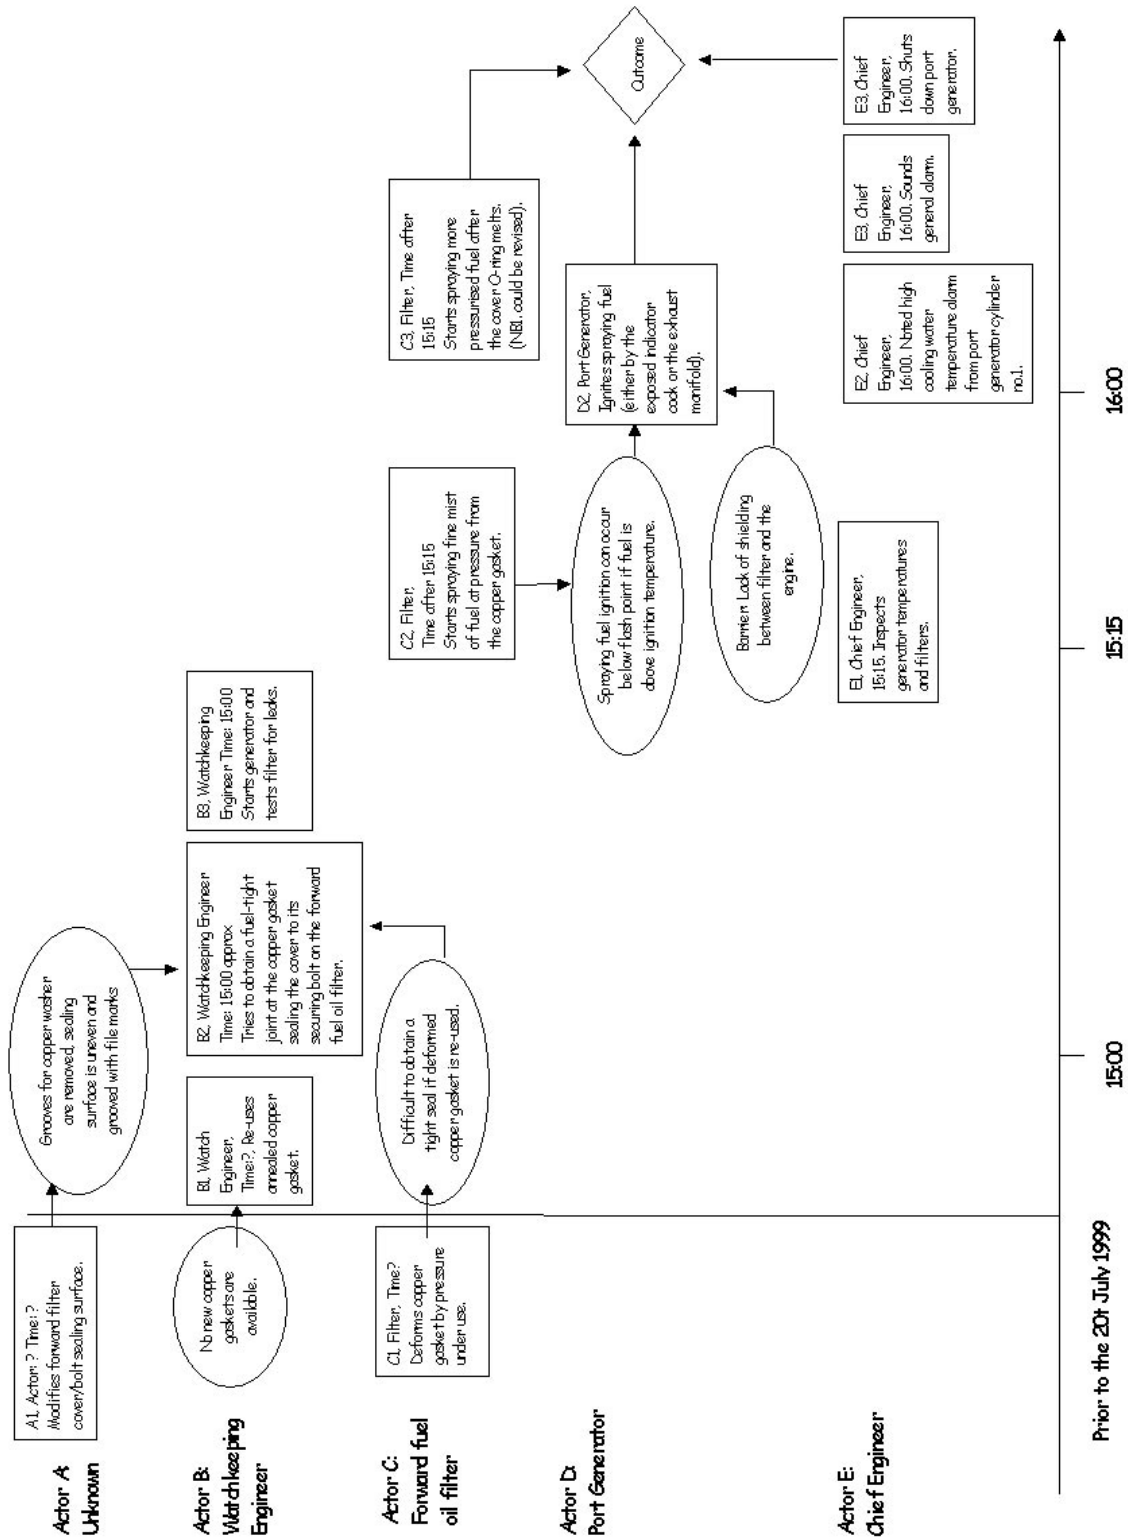 Actor A:
Unknown
A1, Actor: ? Time: ?
Modifies forward filter
cover/bolt sealing surface.
Grooves for copper washer
are removed, sealing
surface is uneven and
grooved with file marks
Actor B:
Watchkeeping
Engineer
No new copper
gaskets are
available.
B1, Watch
Engineer,
Time:?, Re-uses
annealed copper
gasket.
B2, Watchkeeping Engineer
Time: 15:00 approx
Tries to obtain a fuel-tight
joint at the copper gasket
sealing the cover to its
securing bolt on the forward
fuel oil filter.
B3, Watchkeeping
Engineer Time: 15:00
Starts generator and
tests filter for leaks.
Actor C:
Forward fuel
oil filter
C1, Filter, Time?
Deforms copper
gasket by pressure
under use.
Difficult to obtain a
tight seal if deformed
copper gasket is re-used.
C2, Filter,
Time after 15:15
Starts spraying fine mist
of fuel at pressure from
the copper gasket.
C3, Filter, Time after
15:15
Starts spraying more
pressurised fuel after
the cover O-ring melts.
(NB1. could be revised).
Actor D:
Port Generator
Spraying fuel ignition can occur
below flash point if fuel is
above ignition temperature.
Barrier: Lack of shielding
between filter and the
engine.
D2, Port Generator,
Ignites spraying fuel
(either by the
exposed indicator
cock or the exhaust
manifold).
Outcome
Actor E:
Chief Engineer
E1, Chief Engineer,
15:15. Inspects
generator temperatures
and filters.
E2, Chief
Engineer,
16:00. Noted high
cooling water
temperature alarm
from port
generator cylinder
no.1.
E3, Chief
Engineer,
16:00. Sounds
general alarm.
E3, Chief
Engineer,
16:00. Shuts
down port
generator.
Prior to the 20t July 1999
15:00
15:15
16:00